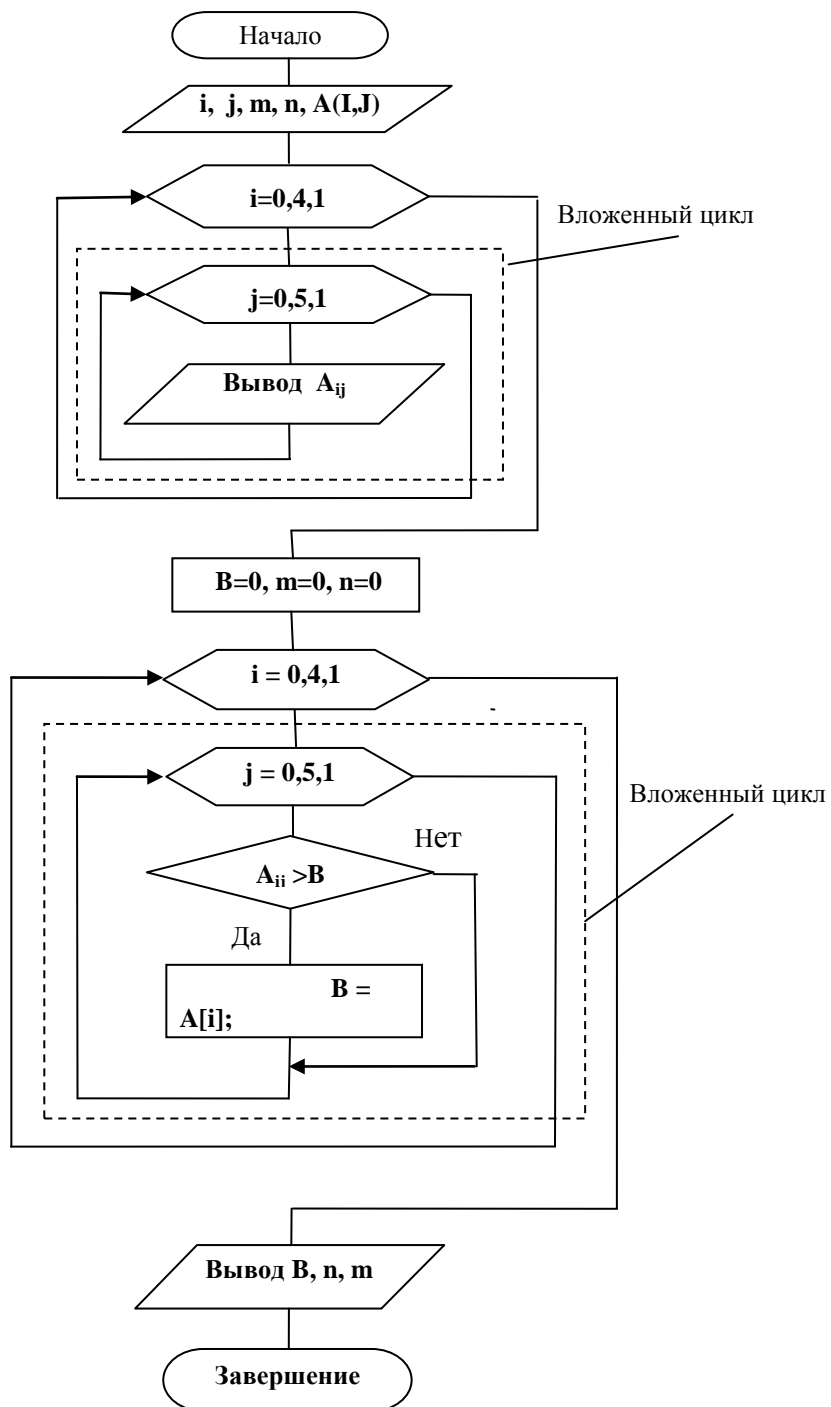 Начало
i, j, m, n, A(I,J)
i=0,4,1
Вложенный цикл
j=0,5,1
Вывод A_ij
B=0, m=0, n=0
i = 0,4,1
-
j = 0,5,1
Вложенный цикл
Нет
A_ij >B
Да
B =
A[i];
Вывод B, n, m
Завершение